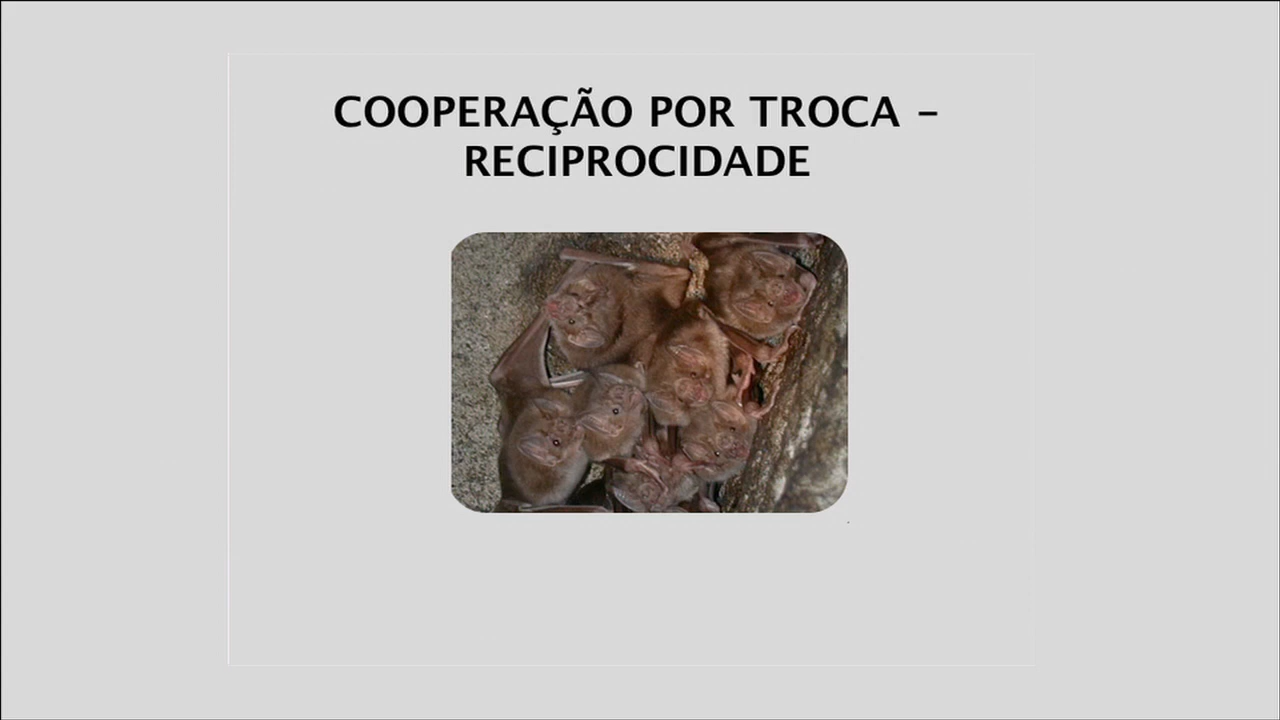 COOPERAÇÃO POR TROCA –
RECIPROCIDADE